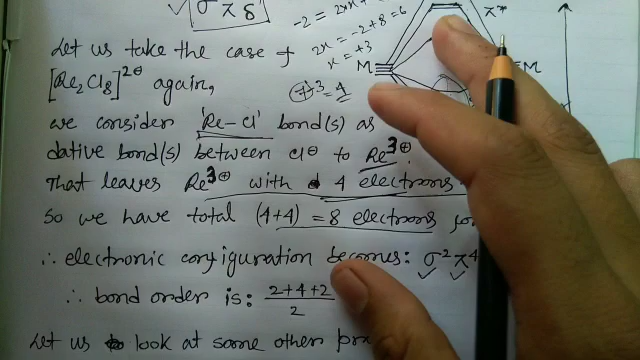 √ σ π δ
-2 = 2x
2x = -2+8 = 6
x = +3
π*
Let us take the case of
[Re₂Cl₈]²⊖ again,
M
M
7-3 = 4
we consider 'Re-Cl' bond(s) as
dative bond(s) between Cl⊖ to Re³⊕.
That leaves Re³⊕ with 4 electrons
So we have total (4+4) = 8 electrons
∴ electronic configuration becomes: σ² π⁴
∴ bond order is: (2+4+2)/2
Let us look at some other